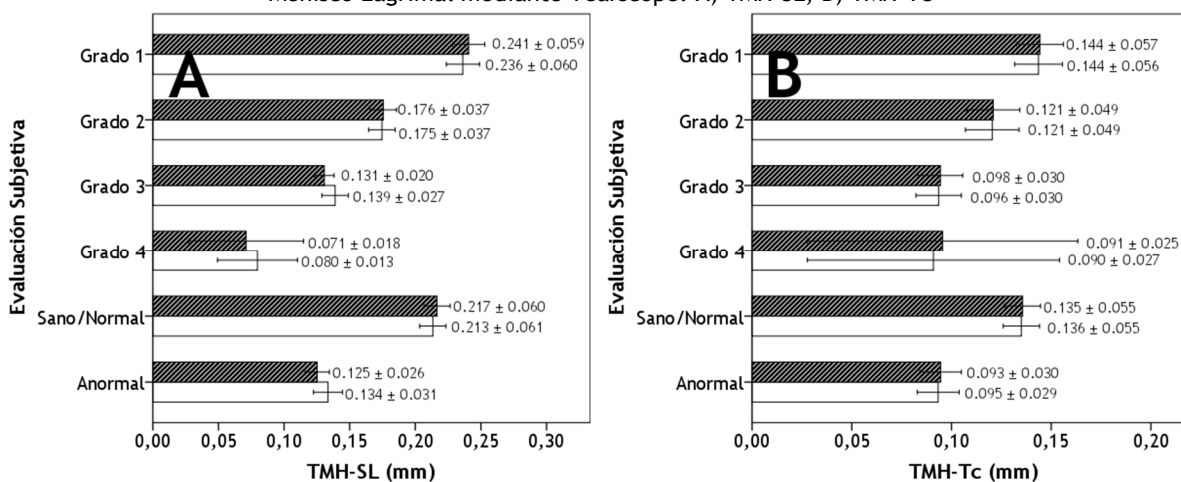 A
Evaluación Subjetiva
Grado 1
0.241 ± 0.059
0.236 ± 0.060
Grado 2
0.176 ± 0.037
0.175 ± 0.037
Grado 3
0.131 ± 0.020
0.139 ± 0.027
Grado 4
0.071 ± 0.018
0.080 ± 0.013
Sano/Normal
0.217 ± 0.060
0.213 ± 0.061
Anormal
0.125 ± 0.026
0.134 ± 0.031
0,00 0,05 0,10 0,15 0,20 0,25 0,30
TMH-SL (mm)
B
Evaluación Subjetiva
Grado 1
0.144 ± 0.057
0.144 ± 0.056
Grado 2
0.121 ± 0.049
0.121 ± 0.049
Grado 3
0.098 ± 0.030
0.096 ± 0.030
Grado 4
0.091 ± 0.025
0.090 ± 0.027
Sano/Normal
0.135 ± 0.055
0.136 ± 0.055
Anormal
0.093 ± 0.030
0.095 ± 0.029
0,00 0,05 0,10 0,15 0,20
TMH-Tc (mm)